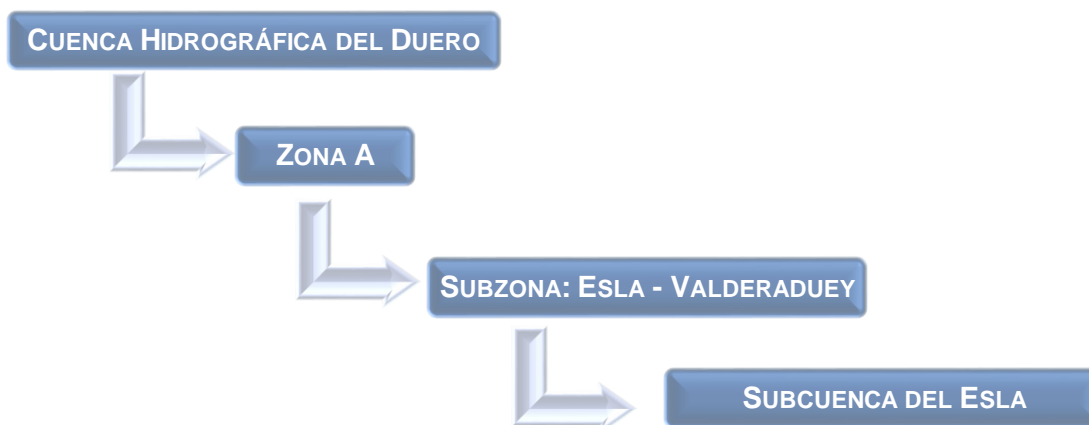 CUENCA HIDROGRÁFICA DEL DUERO
ZONA A
SUBZONA: ESLA - VALDERADUEY
SUBCUENCA DEL ESLA